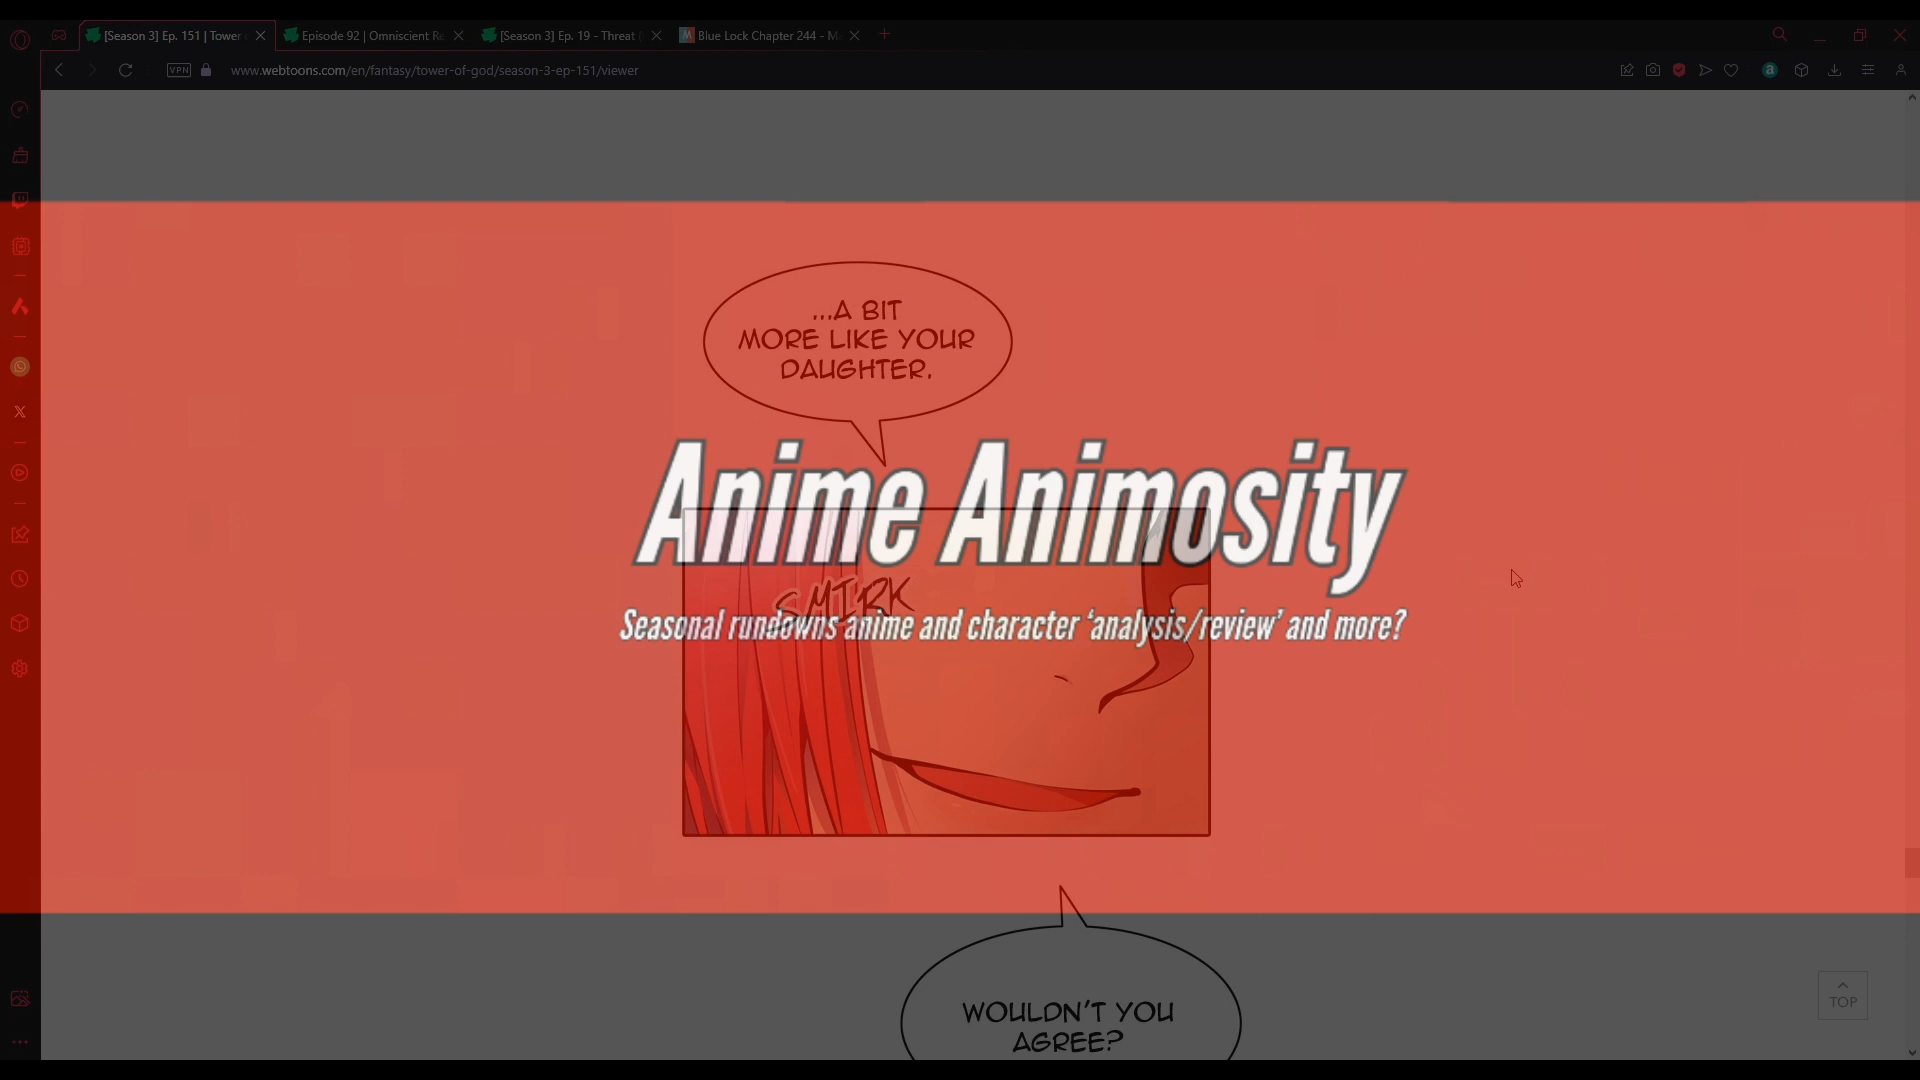 [Season 3] Ep. 151 | Tower
Episode 92 | Omniscient Re
[Season 3] Ep. 19 - Threat
Blue Lock Chapter 244 - M
VPN
www.webtoons.com/en/fantasy/tower-of-god/season-3-ep-151/viewer
...A BIT
MORE LIKE YOUR
DAUGHTER.
Anime Animosity
SMIRK
Seasonal rundowns anime and character ‘analysis/review’ and more?
WOULDN'T YOU
AGREE?
TOP